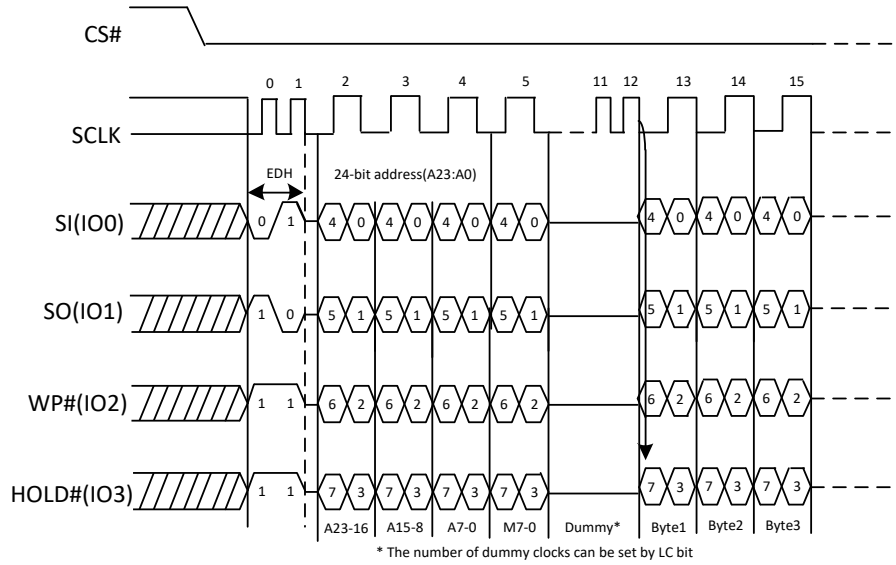 CS#
0 1 2 3 4 5 11 12 13 14 15
SCLK
EDH
24-bit address(A23:A0)
SI(IO0)
0 1 4 0 4 0 4 0 4 0 4 0 4 0 4 0
SO(IO1)
1 0 5 1 5 1 5 1 5 1 5 1 5 1 5 1
WP#(IO2)
1 1 6 2 6 2 6 2 6 2 6 2 6 2 6 2
HOLD#(IO3)
1 1 7 3 7 3 7 3 7 3 7 3 7 3 7 3
A23-16 A15-8 A7-0 M7-0 Dummy* Byte1 Byte2 Byte3
* The number of dummy clocks can be set by LC bit